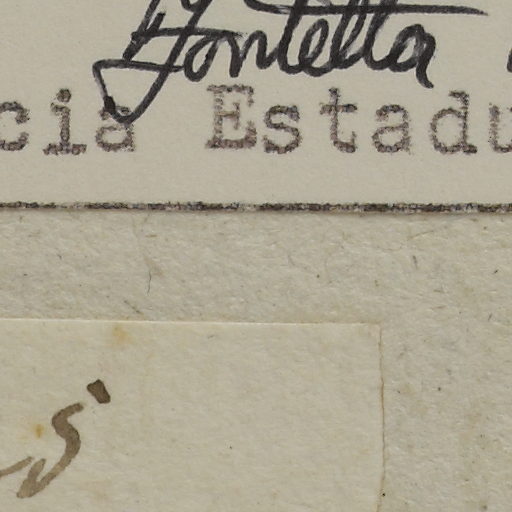 Fontella
cia Estadu
s